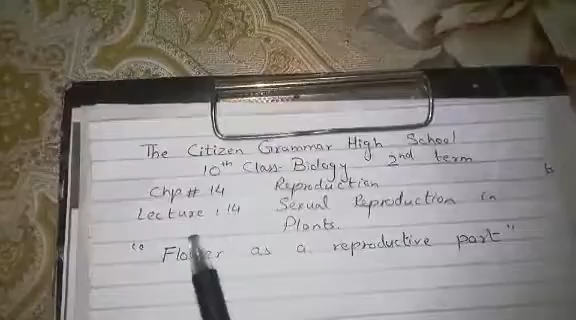 The Citizen Grammar High School
10th Class Biology 2nd term
Chp # 14 Reproduction
Lecture : 14 Sexual Reproduction in
Plants.
"Flower as a reproductive part"